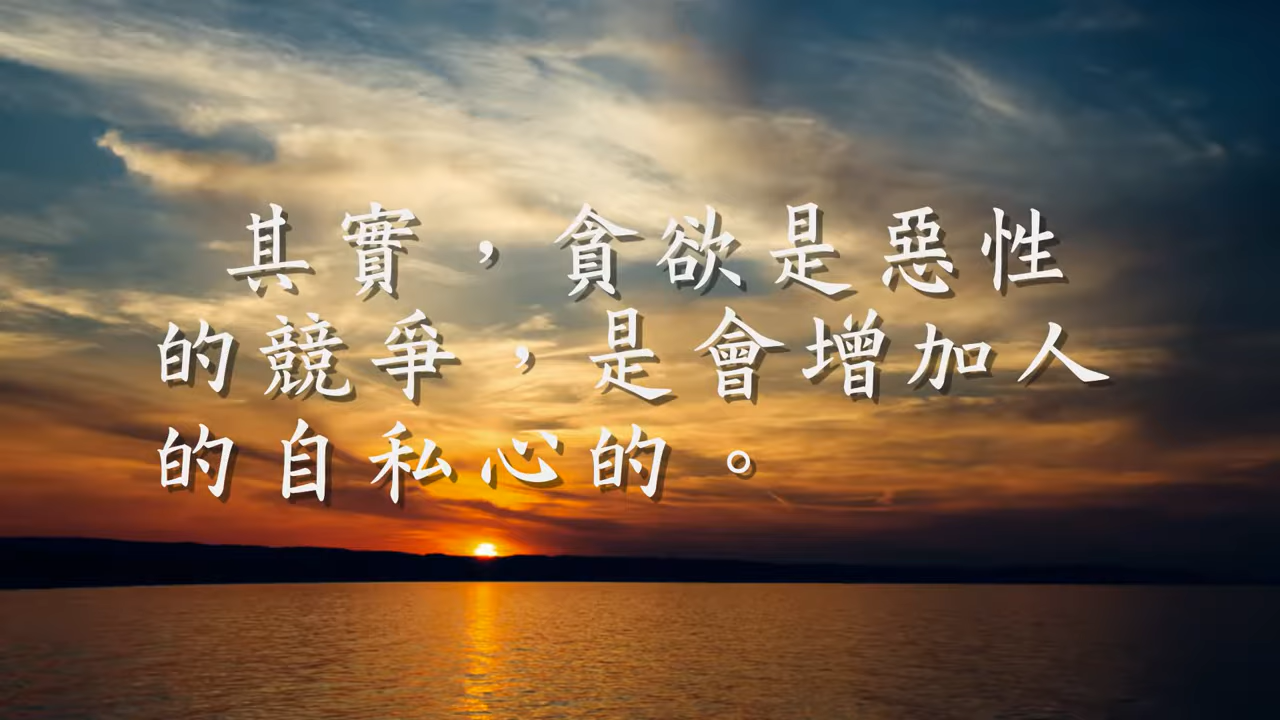 其實，貪欲是惡性
的競爭，是會增加人
的自私心的。